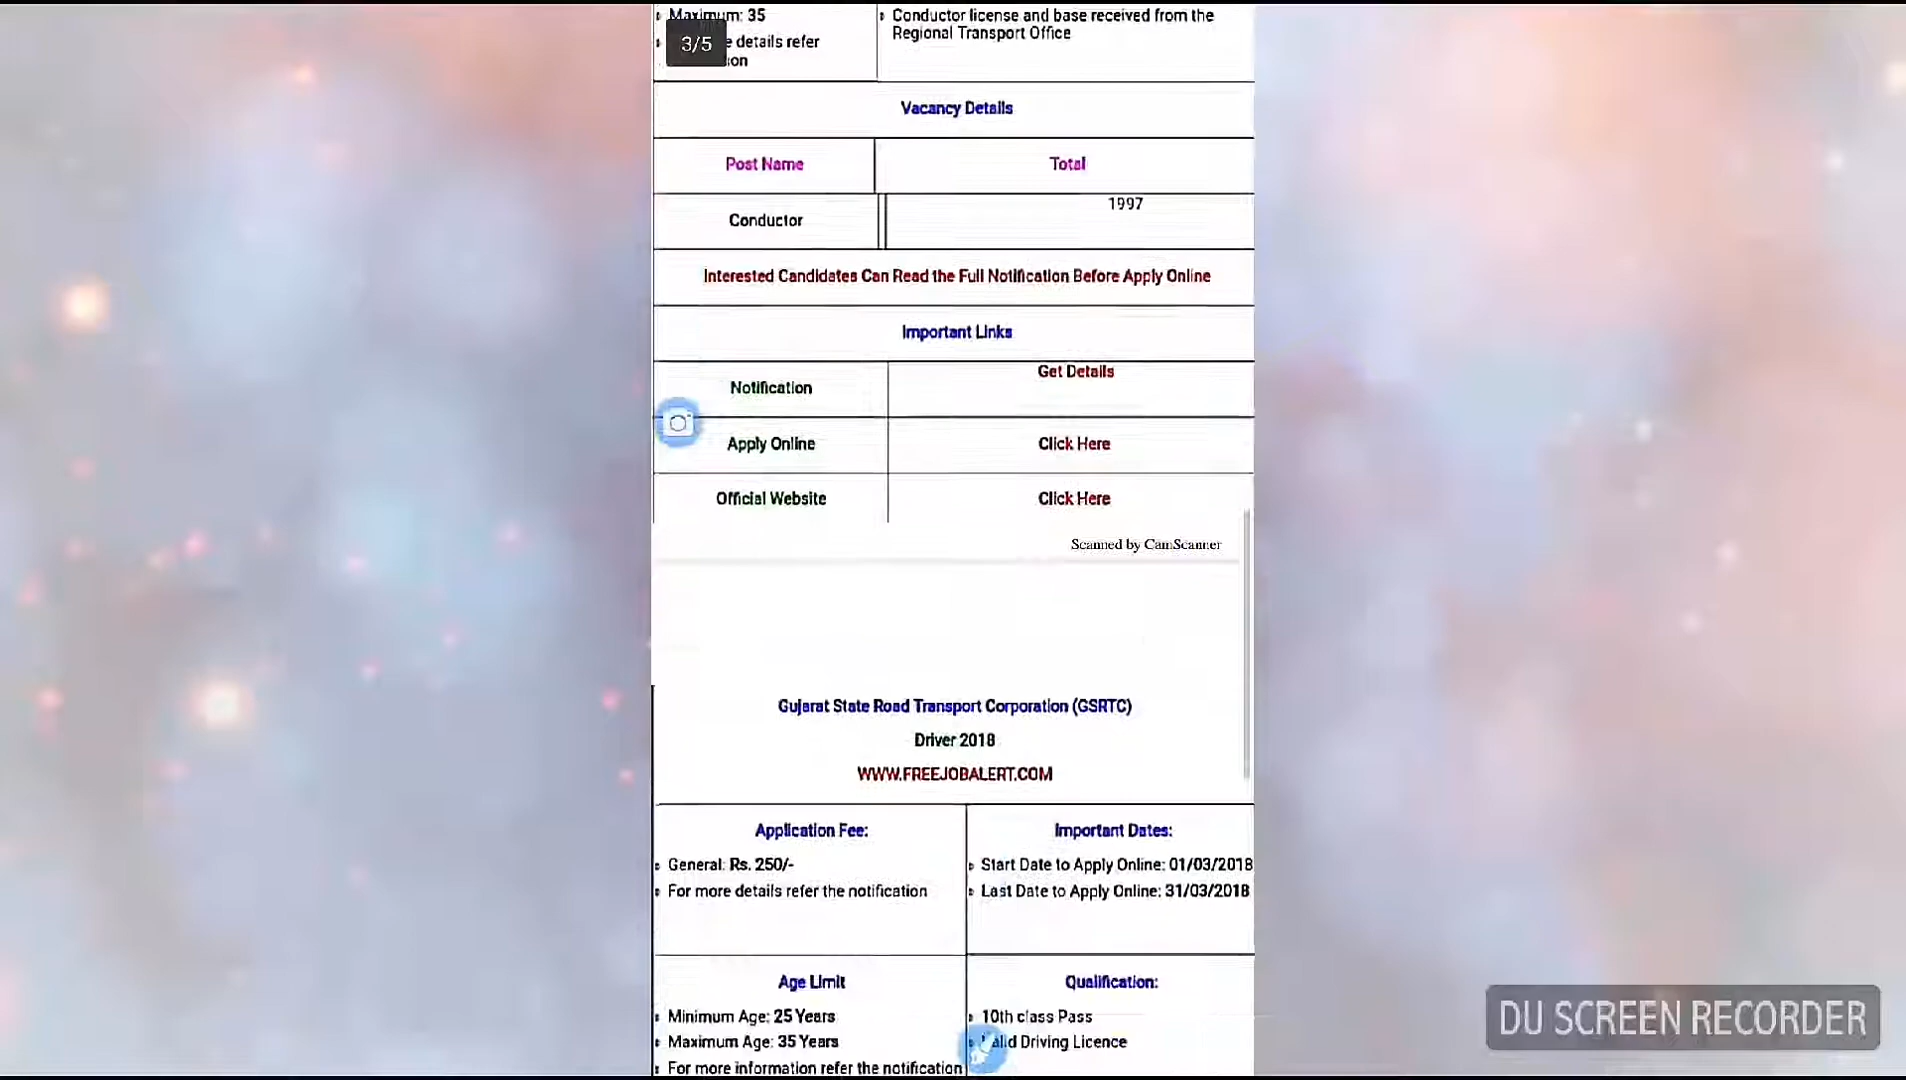 Maximum: 35
Conductor license and base received from the
Regional Transport Office
3/5
e details refer
Vacancy Details
Post Name
Total
Conductor
1997
Interested Candidates Can Read the Full Notification Before Apply Online
Important Links
Notification
Get Details
Apply Online
Click Here
Official Website
Click Here
Scanned by CamScanner
Gujarat State Road Transport Corporation (GSRTC)
Driver 2018
WWW.FREEJOBALERT.COM
Application Fee:
General: Rs. 250/-
For more details refer the notification
Important Dates:
Start Date to Apply Online: 01/03/2018
Last Date to Apply Online: 31/03/2018
Age Limit
Minimum Age: 25 Years
Maximum Age: 35 Years
For more information refer the notification
Qualification:
10th class Pass
alid Driving Licence
DU SCREEN RECORDER